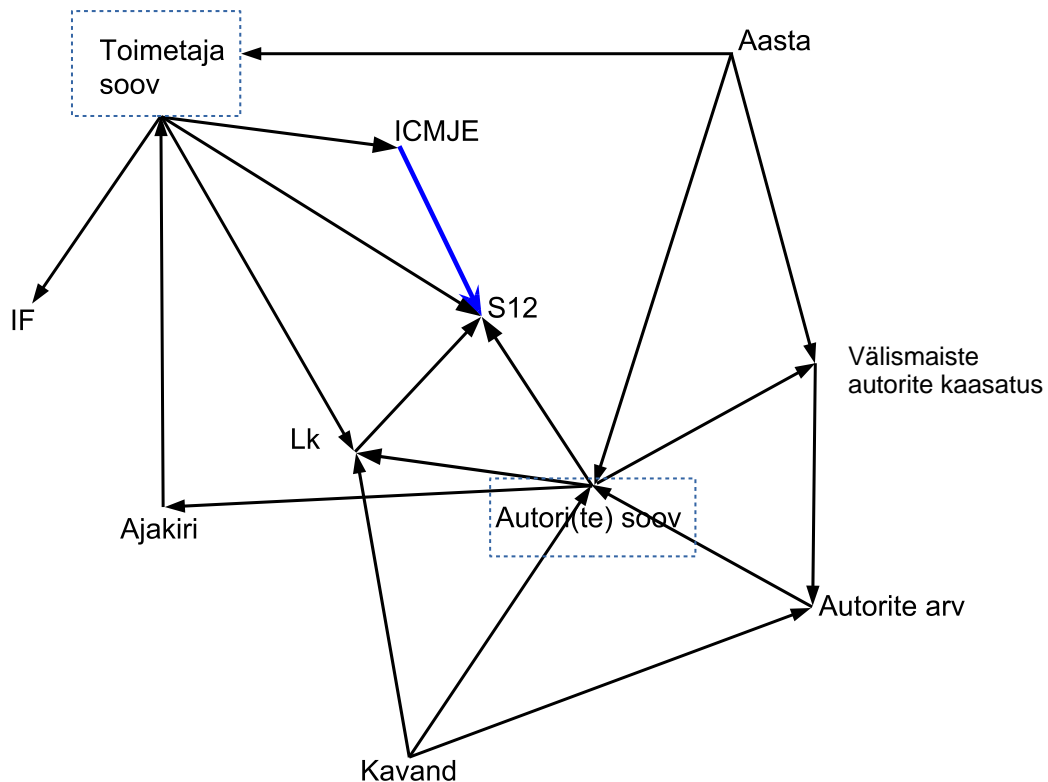 Toimetaja
soov
Aasta
ICMJE
IF
S12
Välismaiste
autorite kaasatus
Lk
Ajakiri
Autori(te) soov
Autorite arv
Kavand